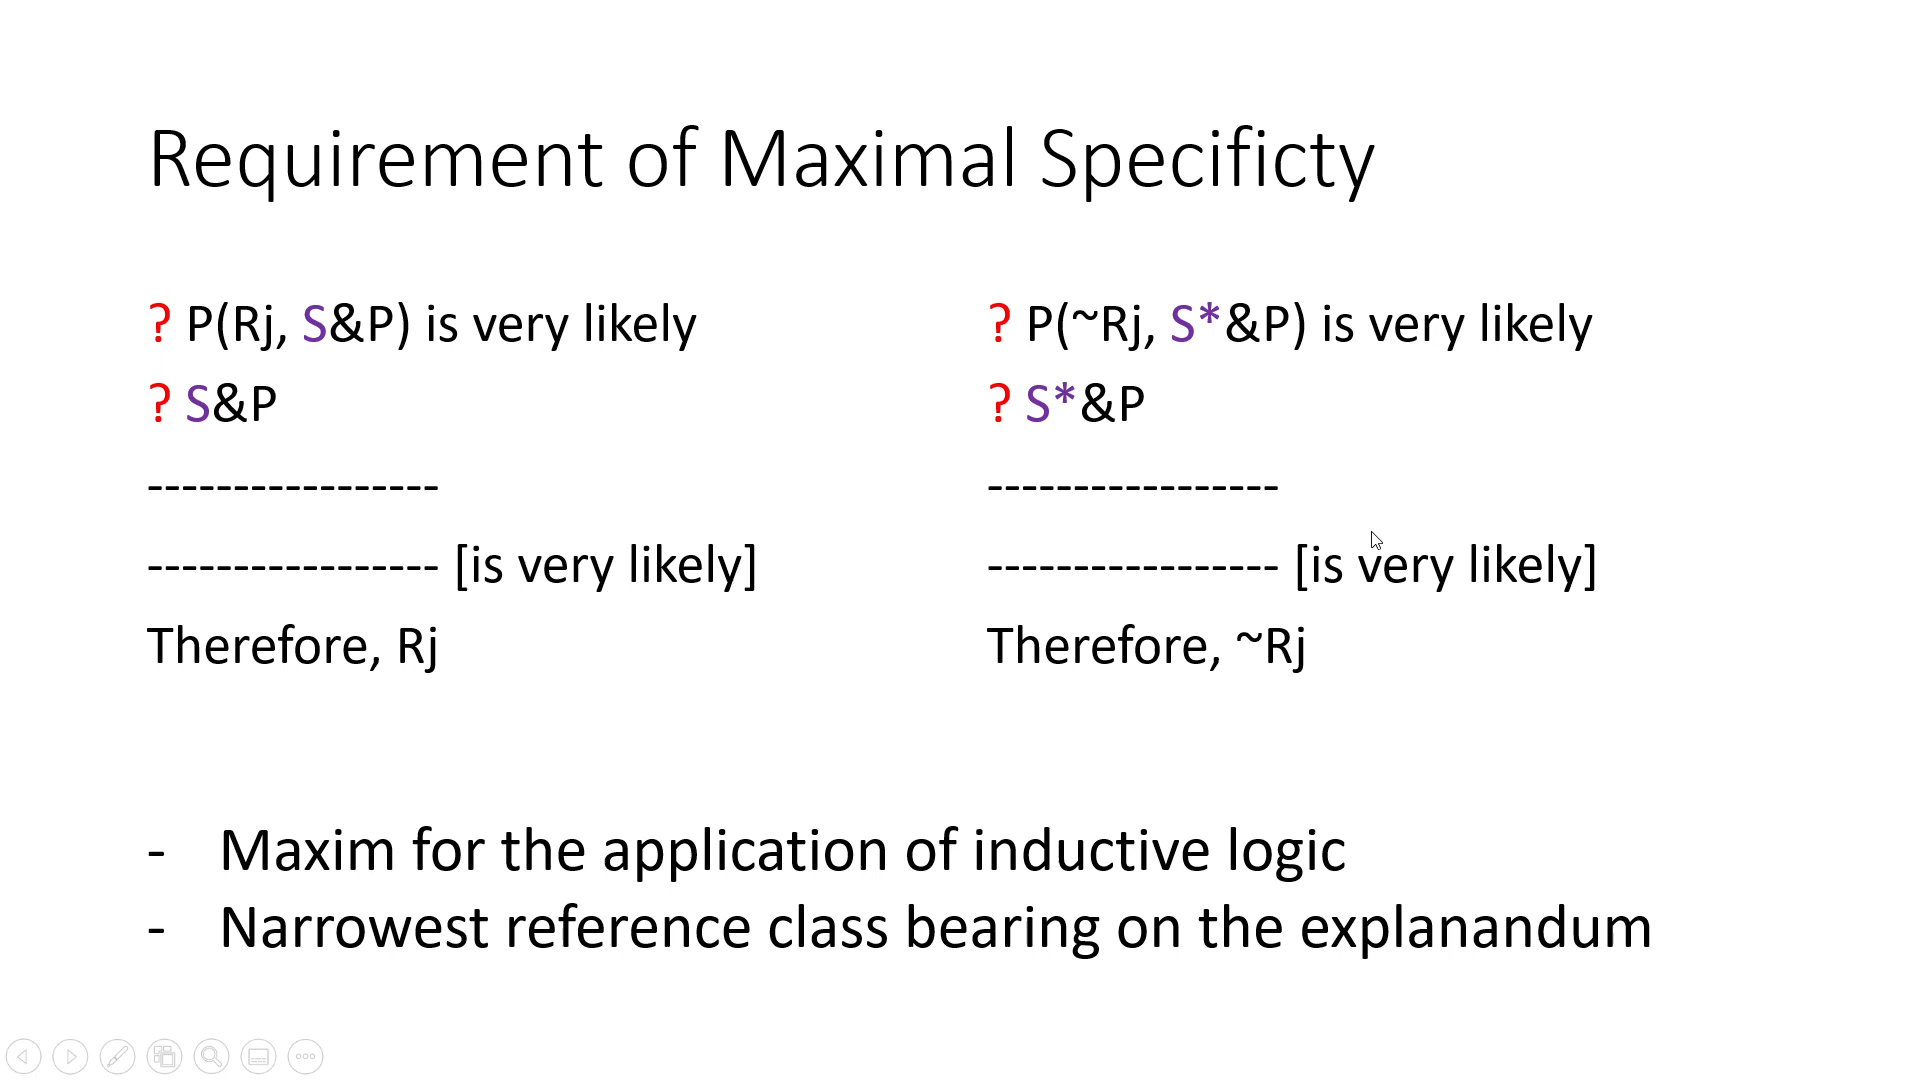 Requirement of Maximal Specificty
? P(Rj, S&P) is very likely
? S&P
-----------------
----------------- [is very likely]
Therefore, Rj
? P(~Rj, S*&P) is very likely
? S*&P
-----------------
----------------- [is very likely]
Therefore, ~Rj
- Maxim for the application of inductive logic
- Narrowest reference class bearing on the explanandum